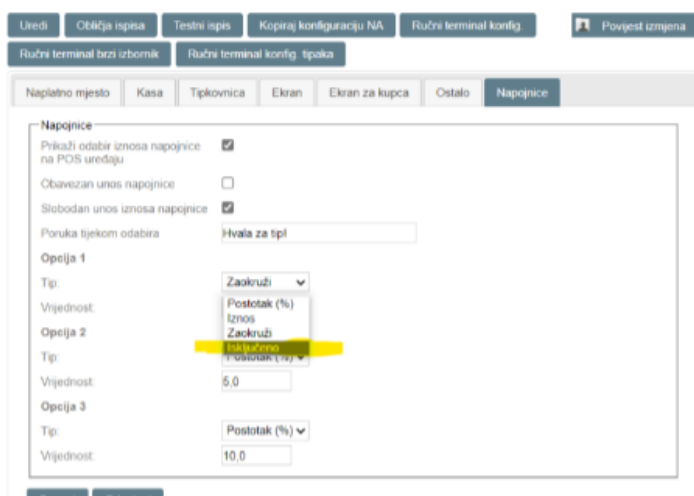 Uredi Obličja ispisa Testni ispis Kopiraj konfiguraciju NA Ručni terminal konfig. Povijest izmjena
Ručni terminal brzi izbornik Ručni terminal konfig. tipaka
Naplatno mjesto Kasa Tipkovnica Ekran Ekran za kupca Ostalo Napojnice
Napojnice
Prikaži odabir iznosa napojnice
na POS uređaju
Obavezan unos napojnice
Slobodan unos iznosa napojnice
Poruka tijekom odabira Hvala za tip!
Opcija 1
Tip: Zaokruži
Vrijednost:
Postotak (%)
Iznos
Zaokruži
Isključeno
Opcija 2
Tip: Postotak (%)
Vrijednost: 5,0
Opcija 3
Tip: Postotak (%)
Vrijednost: 10,0